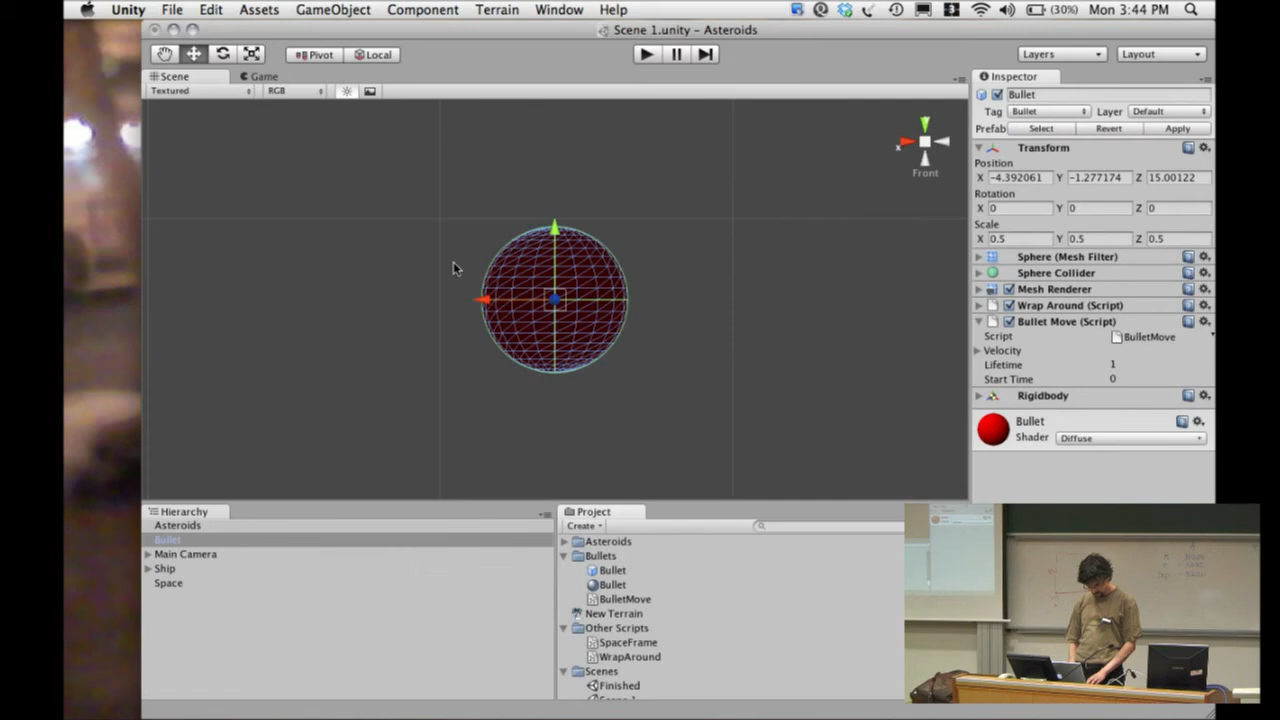 Unity File Edit Assets GameObject Component Terrain Window Help (30%) Mon 3:44 PM
Scene 1.unity - Asteroids
Pivot Local Layers Layout
Scene Game Inspector
Textured RGB
Bullet
Tag Bullet Layer Default
Prefab Select Revert Apply
Transform
Position
X -4.392061 Y -1.277174 Z 15.00122
Rotation
X 0 Y 0 Z 0
Scale
X 0.5 Y 0.5 Z 0.5
Sphere (Mesh Filter)
Sphere Collider
Mesh Renderer
Wrap Around (Script)
Bullet Move (Script)
Script BulletMove
Velocity
Lifetime 1
Start Time 0
Rigidbody
Bullet
Shader Diffuse
x
Front
Hierarchy
Asteroids
Bullet
Main Camera
Ship
Space
Project
Create
Asteroids
Bullets
Bullet
Bullet
BulletMove
New Terrain
Other Scripts
SpaceFrame
WrapAround
Scenes
Finished